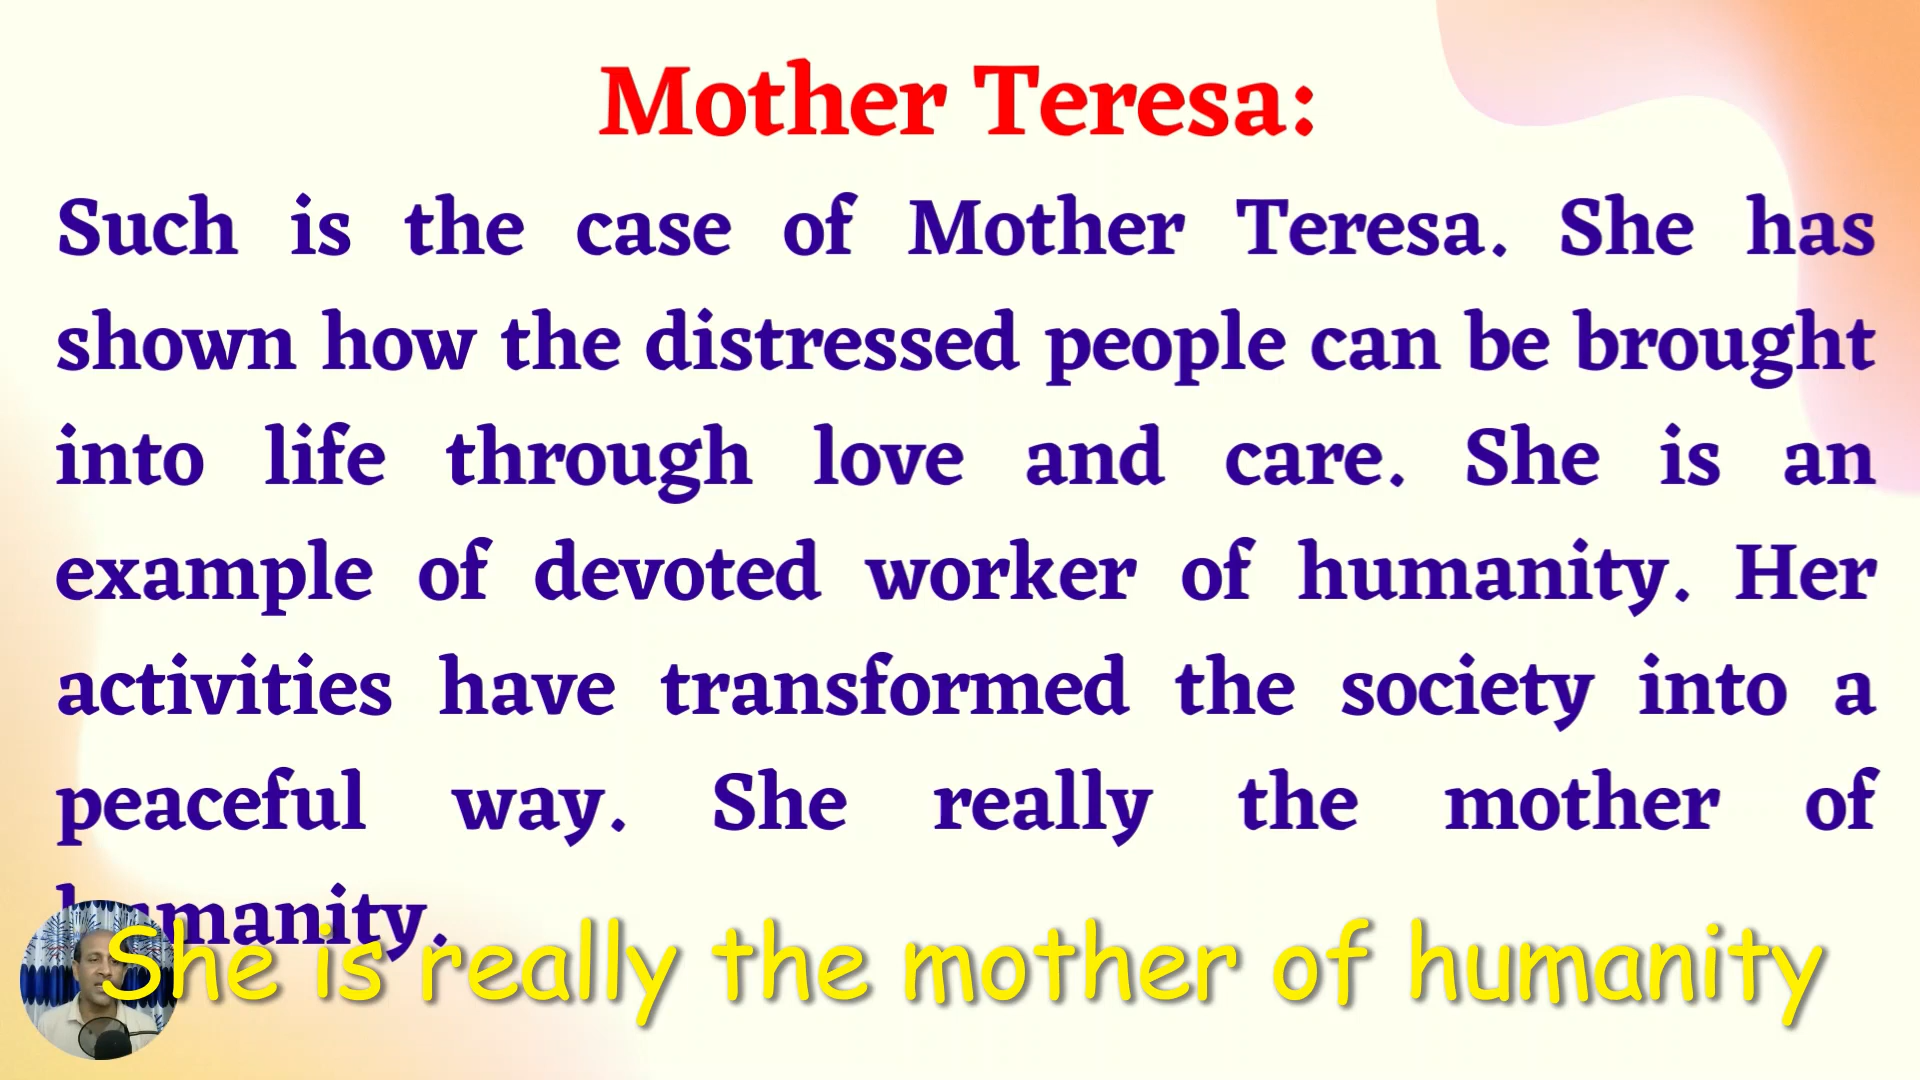 Mother Teresa:
Such is the case of Mother Teresa. She has
shown how the distressed people can be brought
into life through love and care. She is an
example of devoted worker of humanity. Her
activities have transformed the society into a
peaceful way. She really the mother of
humanity.
She is really the mother of humanity